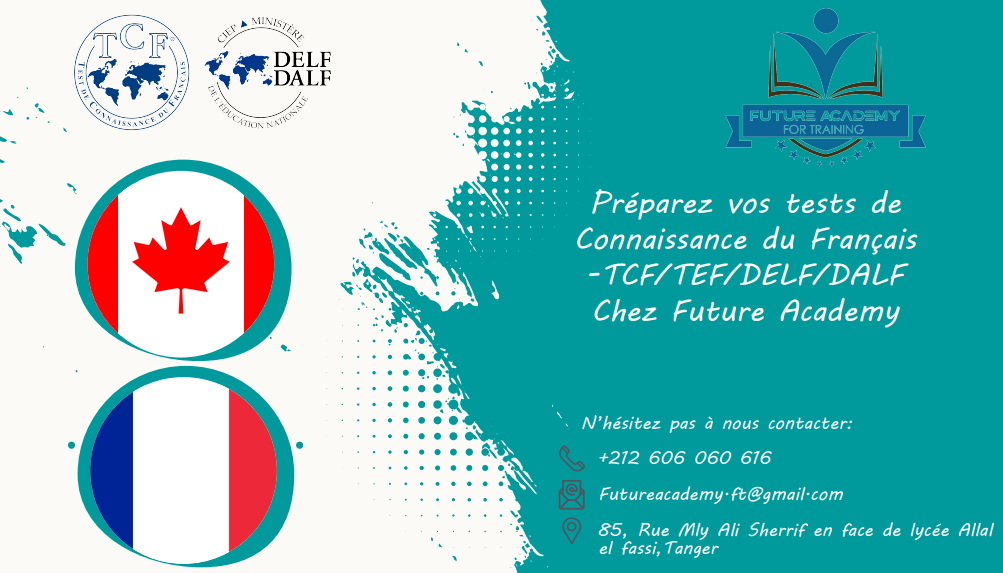 TCF
TEST DE CONNAISSANCE DU FRANÇAIS
CIEP ▲ MINISTÈRE
DELF
DALF
DE L'ÉDUCATION NATIONALE
FUTURE ACADEMY
FOR TRAINING
Préparez vos tests de
Connaissance du Français
-TCF/TEF/DELF/DALF
Chez Future Academy
N'hésitez pas à nous contacter:
+212 606 060 616
Futureacademy.ft@gmail.com
85, Rue Mly Ali Sherrif en face de lycée Allal
el fassi,Tanger